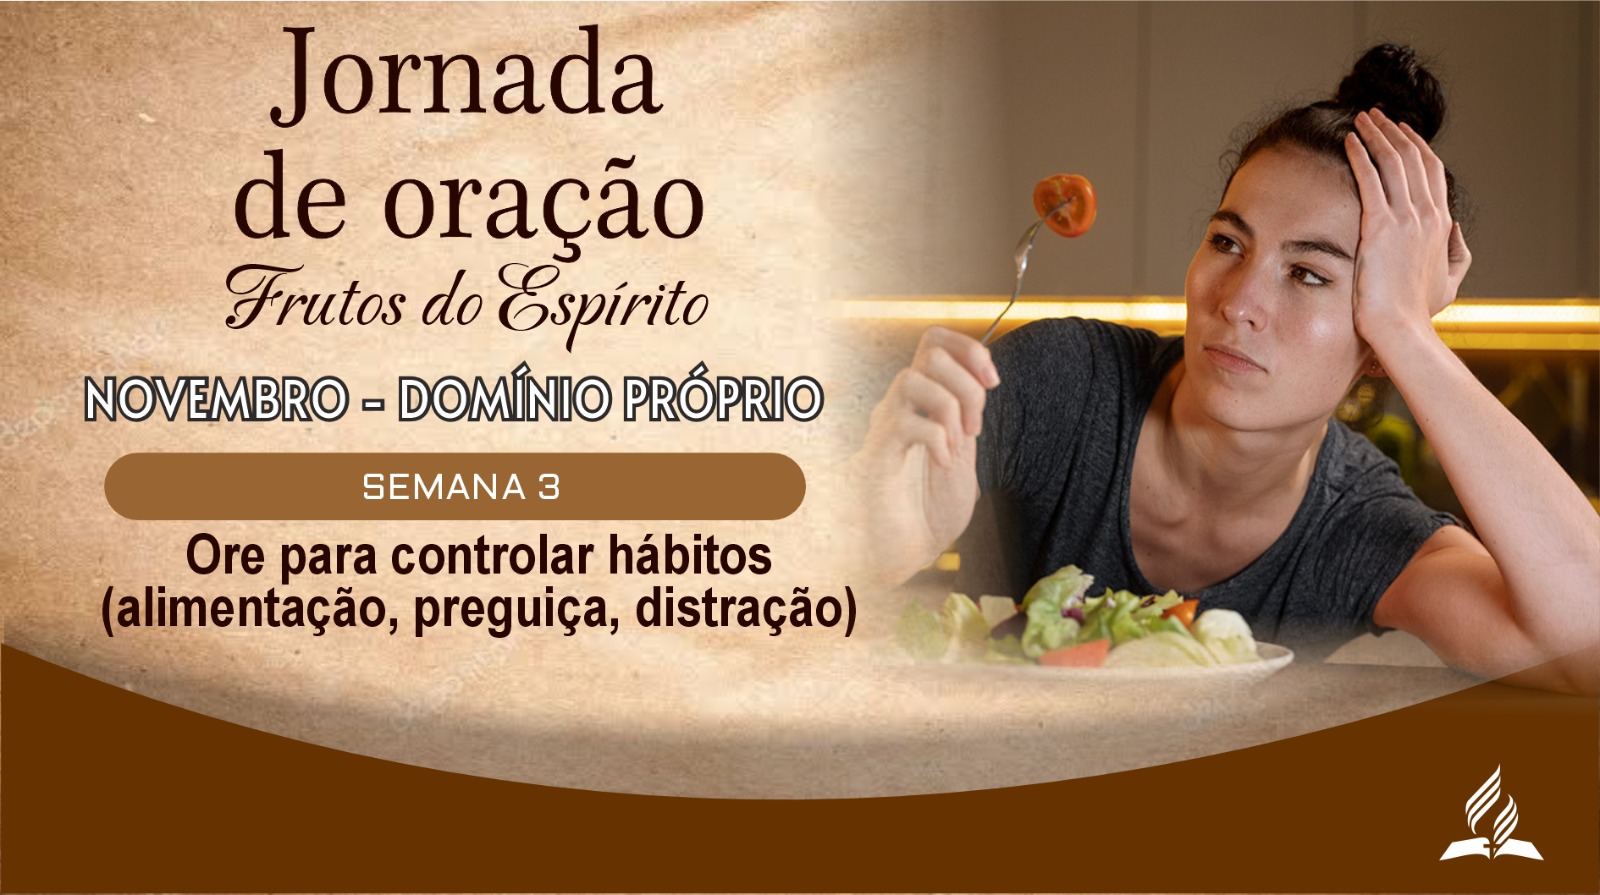 Jornada
de oração
Frutos do Espírito
NOVEMBRO - DOMÍNIO PRÓPRIO
SEMANA 3
Ore para controlar hábitos
(alimentação, preguiça, distração)